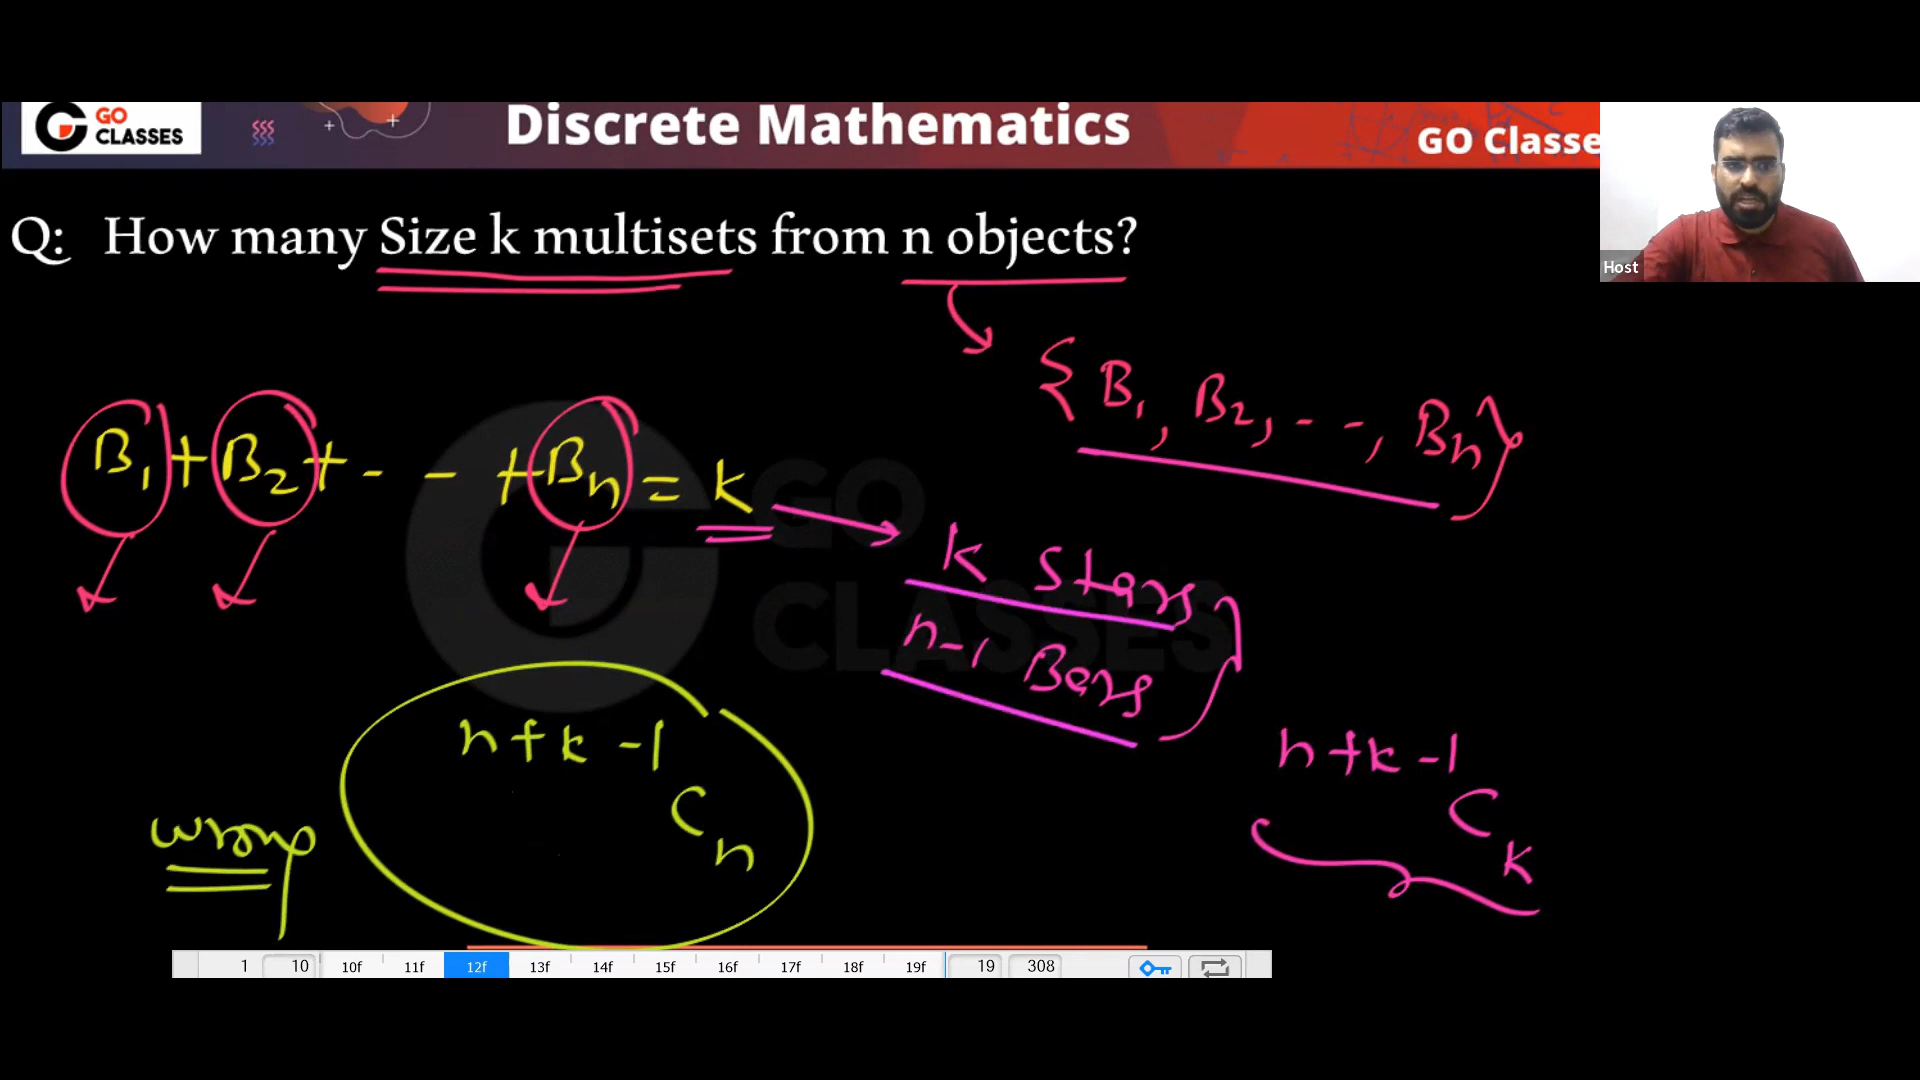 GO
CLASSES
Discrete Mathematics
GO Classe
Host
Q: How many Size k multisets from n objects?
{ B1, B2, - -, Bn }
B1 + B2 + - - + Bn = k
GO
CLASSES
k Stars
n-1 Bars
n+k-1
C
n
wrong
n+k-1
C
k
1 10 10f 11f 12f 13f 14f 15f 16f 17f 18f 19f 19 308